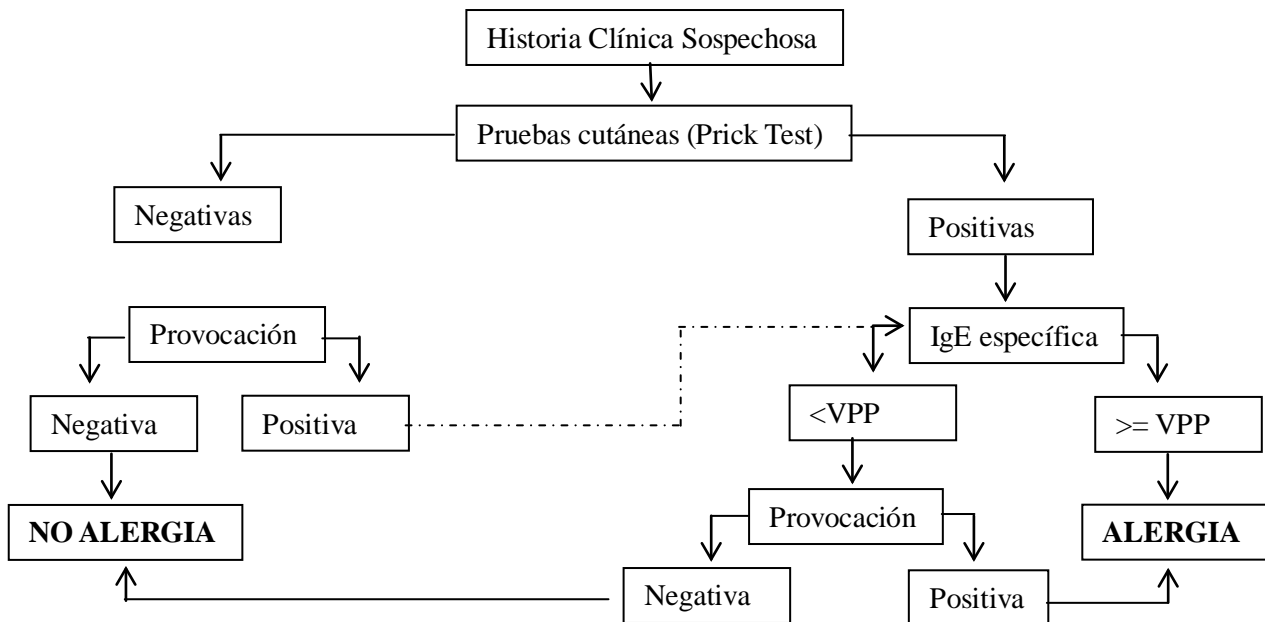 Historia Clínica Sospechosa
Pruebas cutáneas (Prick Test)
Negativas
Positivas
Provocación
IgE específica
Negativa
Positiva
<VPP
>= VPP
NO ALERGIA
Provocación
ALERGIA
Negativa
Positiva